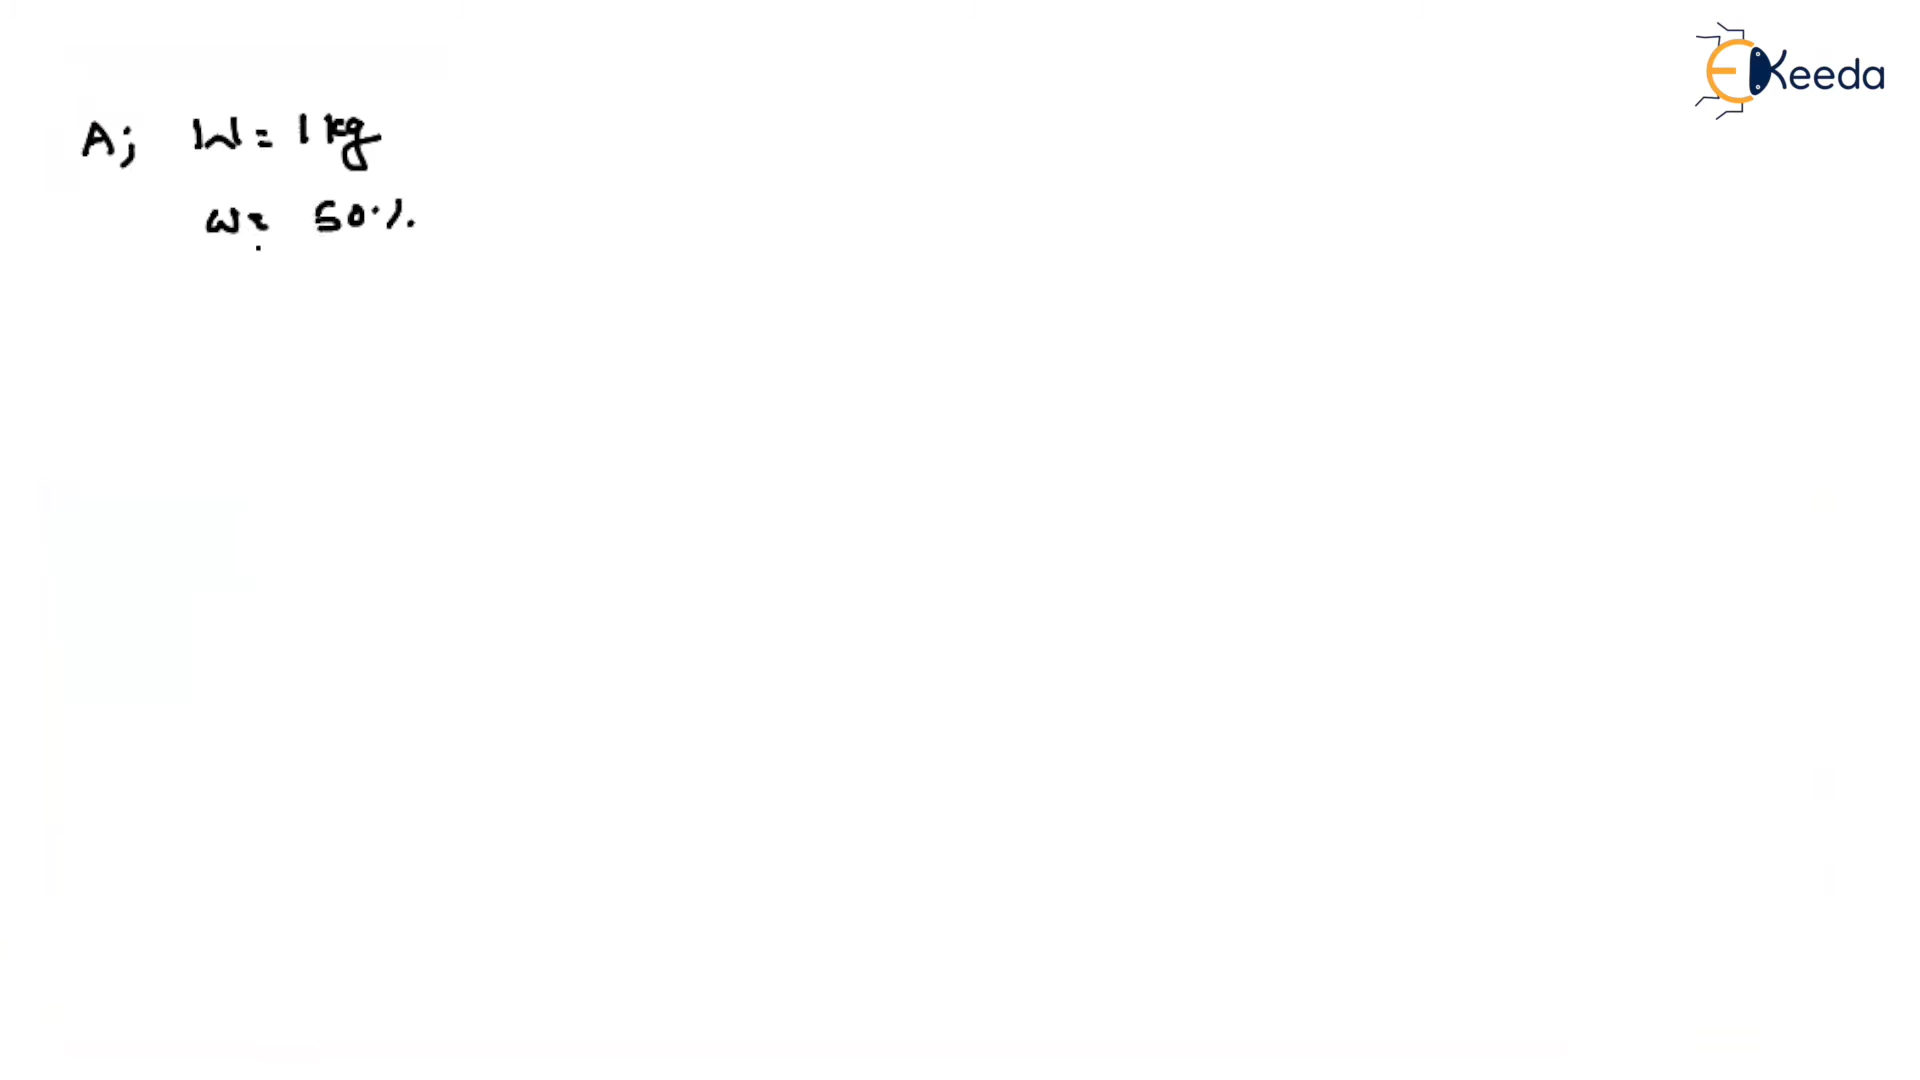 EKeeda
A; W = 1 kg
w = 50%.